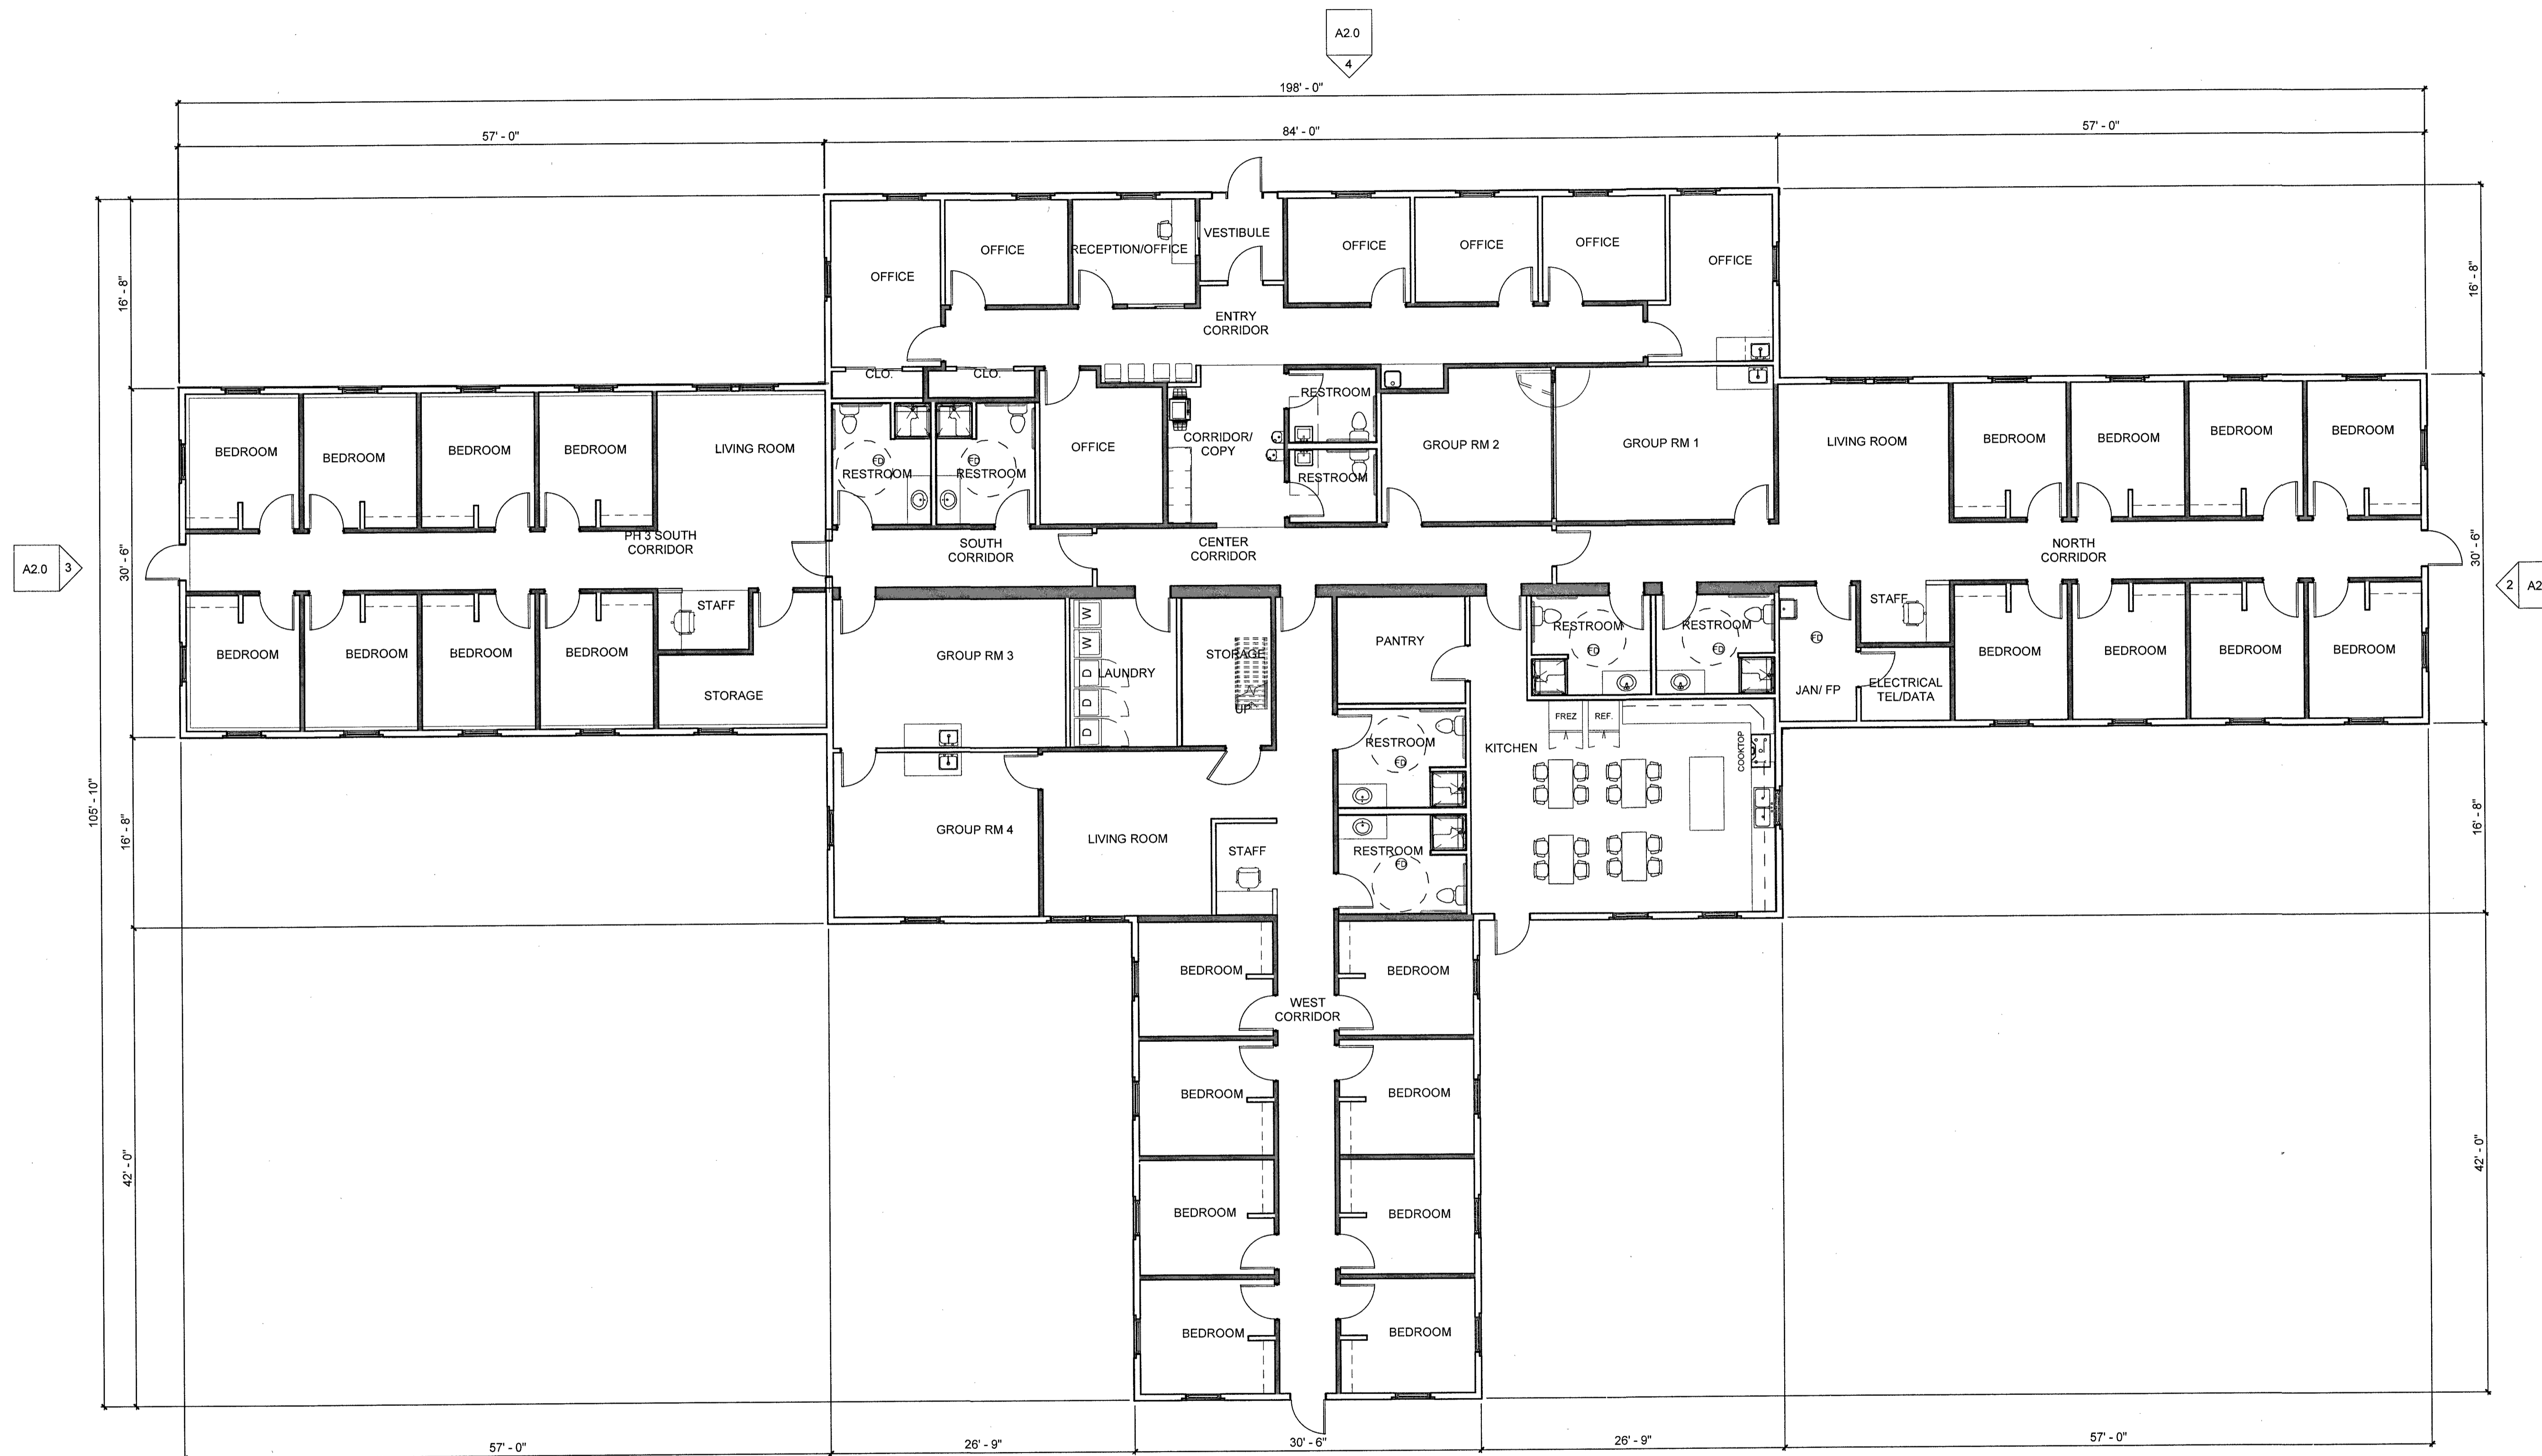 A2.0
4
198' - 0"
57' - 0"
84' - 0"
57' - 0"
16' - 8"
16' - 8"
OFFICE
OFFICE
RECEPTION/OFFICE
VESTIBULE
OFFICE
OFFICE
OFFICE
OFFICE
ENTRY
CORRIDOR
CLO.
CLO.
BEDROOM
BEDROOM
BEDROOM
BEDROOM
LIVING ROOM
RESTROOM
FD
RESTROOM
FD
OFFICE
CORRIDOR/
COPY
RESTROOM
RESTROOM
GROUP RM 2
GROUP RM 1
LIVING ROOM
BEDROOM
BEDROOM
BEDROOM
BEDROOM
A2.0
3
30' - 6"
PH 3 SOUTH
CORRIDOR
SOUTH
CORRIDOR
CENTER
CORRIDOR
NORTH
CORRIDOR
30' - 6"
2
A2
BEDROOM
BEDROOM
BEDROOM
BEDROOM
STAFF
STORAGE
GROUP RM 3
W
W
D
D
D
LAUNDRY
STORAGE
UP
PANTRY
RESTROOM
FD
RESTROOM
FD
FD
JAN/ FP
STAFF
ELECTRICAL
TEL/DATA
BEDROOM
BEDROOM
BEDROOM
BEDROOM
105' - 10"
16' - 8"
GROUP RM 4
LIVING ROOM
STAFF
RESTROOM
FD
RESTROOM
FD
KITCHEN
FREZ
REF.
COOKTOP
16' - 8"
BEDROOM
BEDROOM
WEST
CORRIDOR
BEDROOM
BEDROOM
42' - 0"
42' - 0"
BEDROOM
BEDROOM
BEDROOM
BEDROOM
57' - 0"
26' - 9"
30' - 6"
26' - 9"
57' - 0"